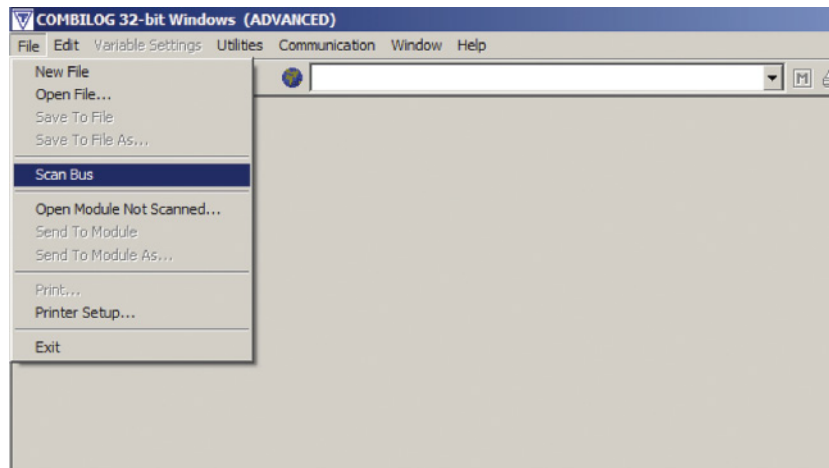 COMBILOG 32-bit Windows (ADVANCED)
File Edit Variable Settings Utilities Communication Window Help
M
New File
Open File...
Save To File
Save To File As...
Scan Bus
Open Module Not Scanned...
Send To Module
Send To Module As...
Print...
Printer Setup...
Exit